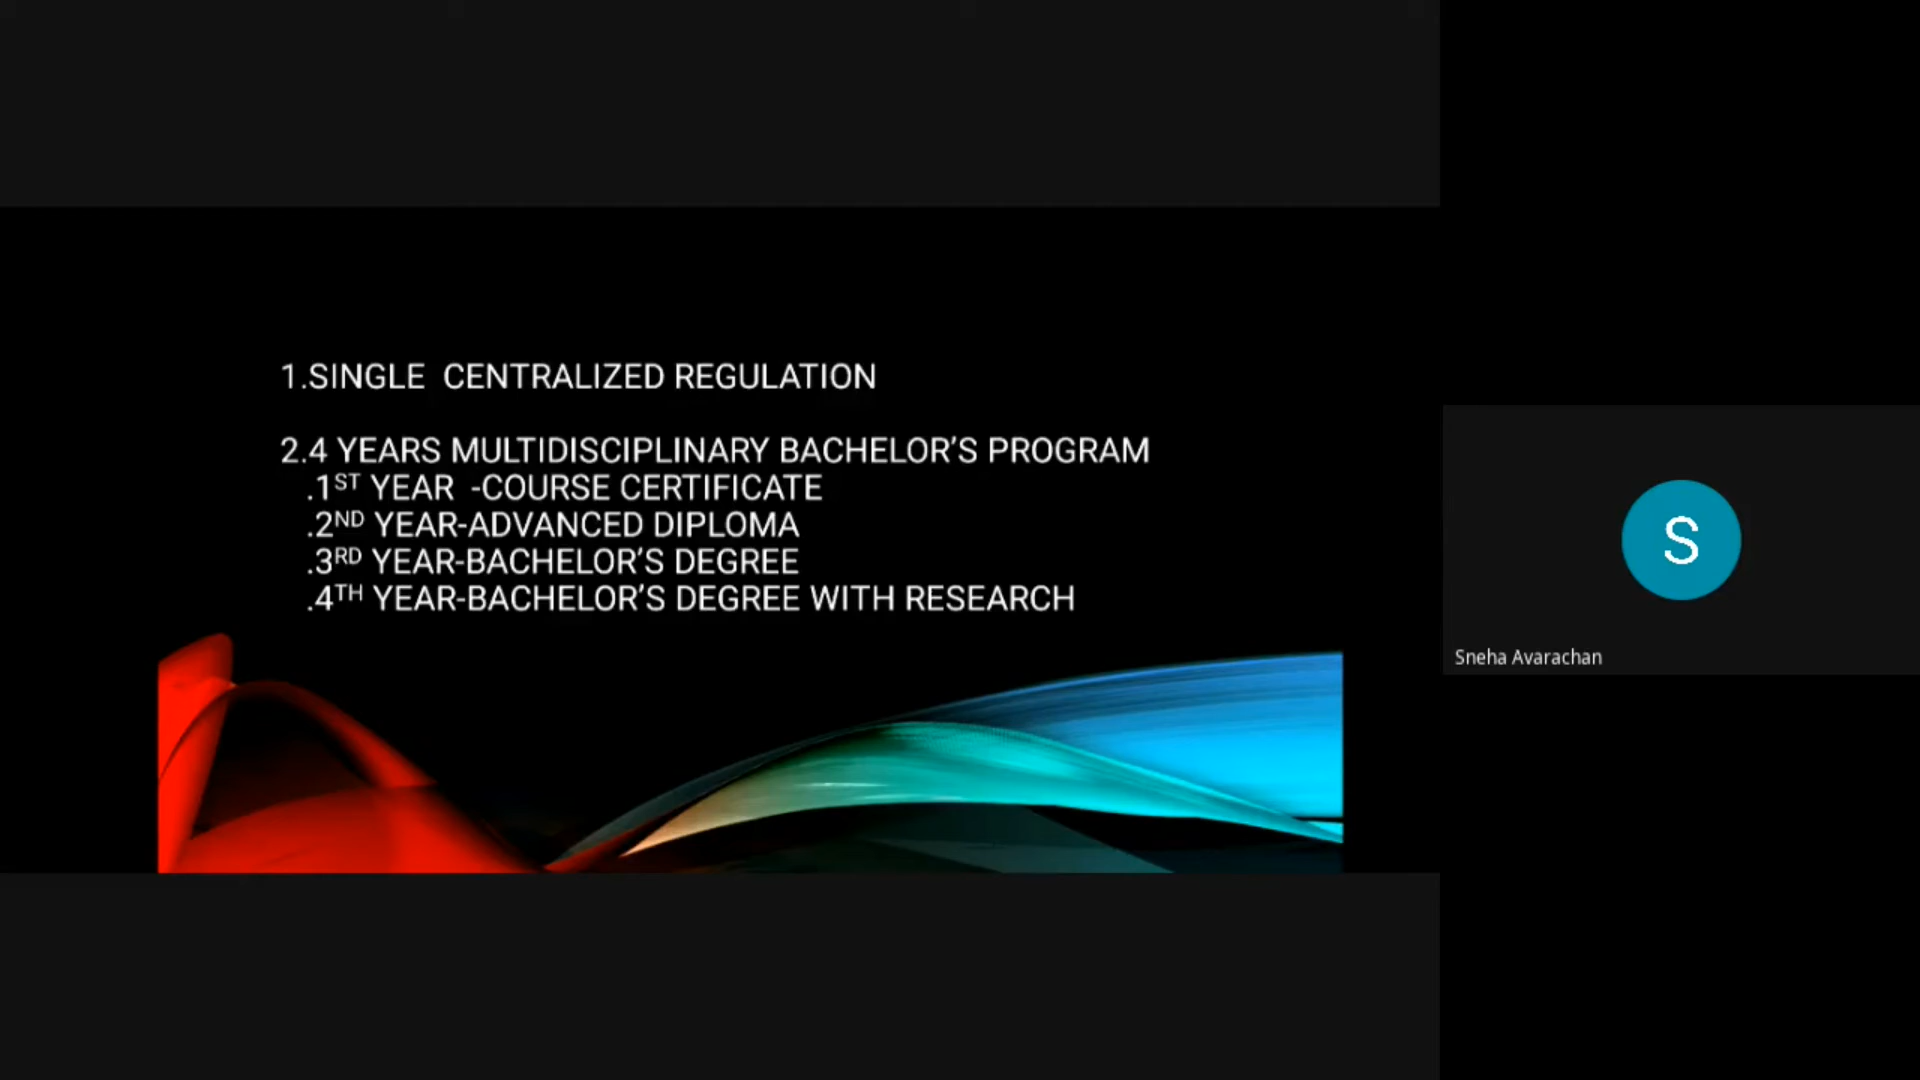 1.SINGLE  CENTRALIZED REGULATION
2.4 YEARS MULTIDISCIPLINARY BACHELOR’S PROGRAM
.1ST YEAR  -COURSE CERTIFICATE
.2ND YEAR-ADVANCED DIPLOMA
.3RD YEAR-BACHELOR’S DEGREE
.4TH YEAR-BACHELOR’S DEGREE WITH RESEARCH
S
Sneha Avarachan